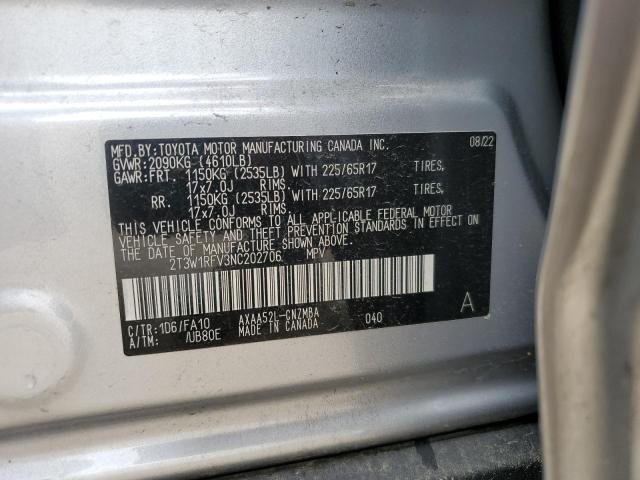 MFD. BY: TOYOTA MOTOR MANUFACTURING CANADA INC. 08/22
GVWR: 2090KG (4610LB)
GAWR: FRT 1150KG (2535LB) WITH 225/65R17 TIRES,
17x7.0J RIMS.
RR. 1150KG (2535LB) WITH 225/65R17 TIRES,
17x7.0J RIMS.
THIS VEHICLE CONFORMS TO ALL APPLICABLE FEDERAL MOTOR
VEHICLE SAFETY AND THEFT PREVENTION STANDARDS IN EFFECT ON
THE DATE OF MANUFACTURE SHOWN ABOVE.
2T3W1RFV3NC202706 MPV
A
C/TR: 1D6/FA10 AXAA52L-CNZMBA 040
A/TM: /UB80E MADE IN CANADA